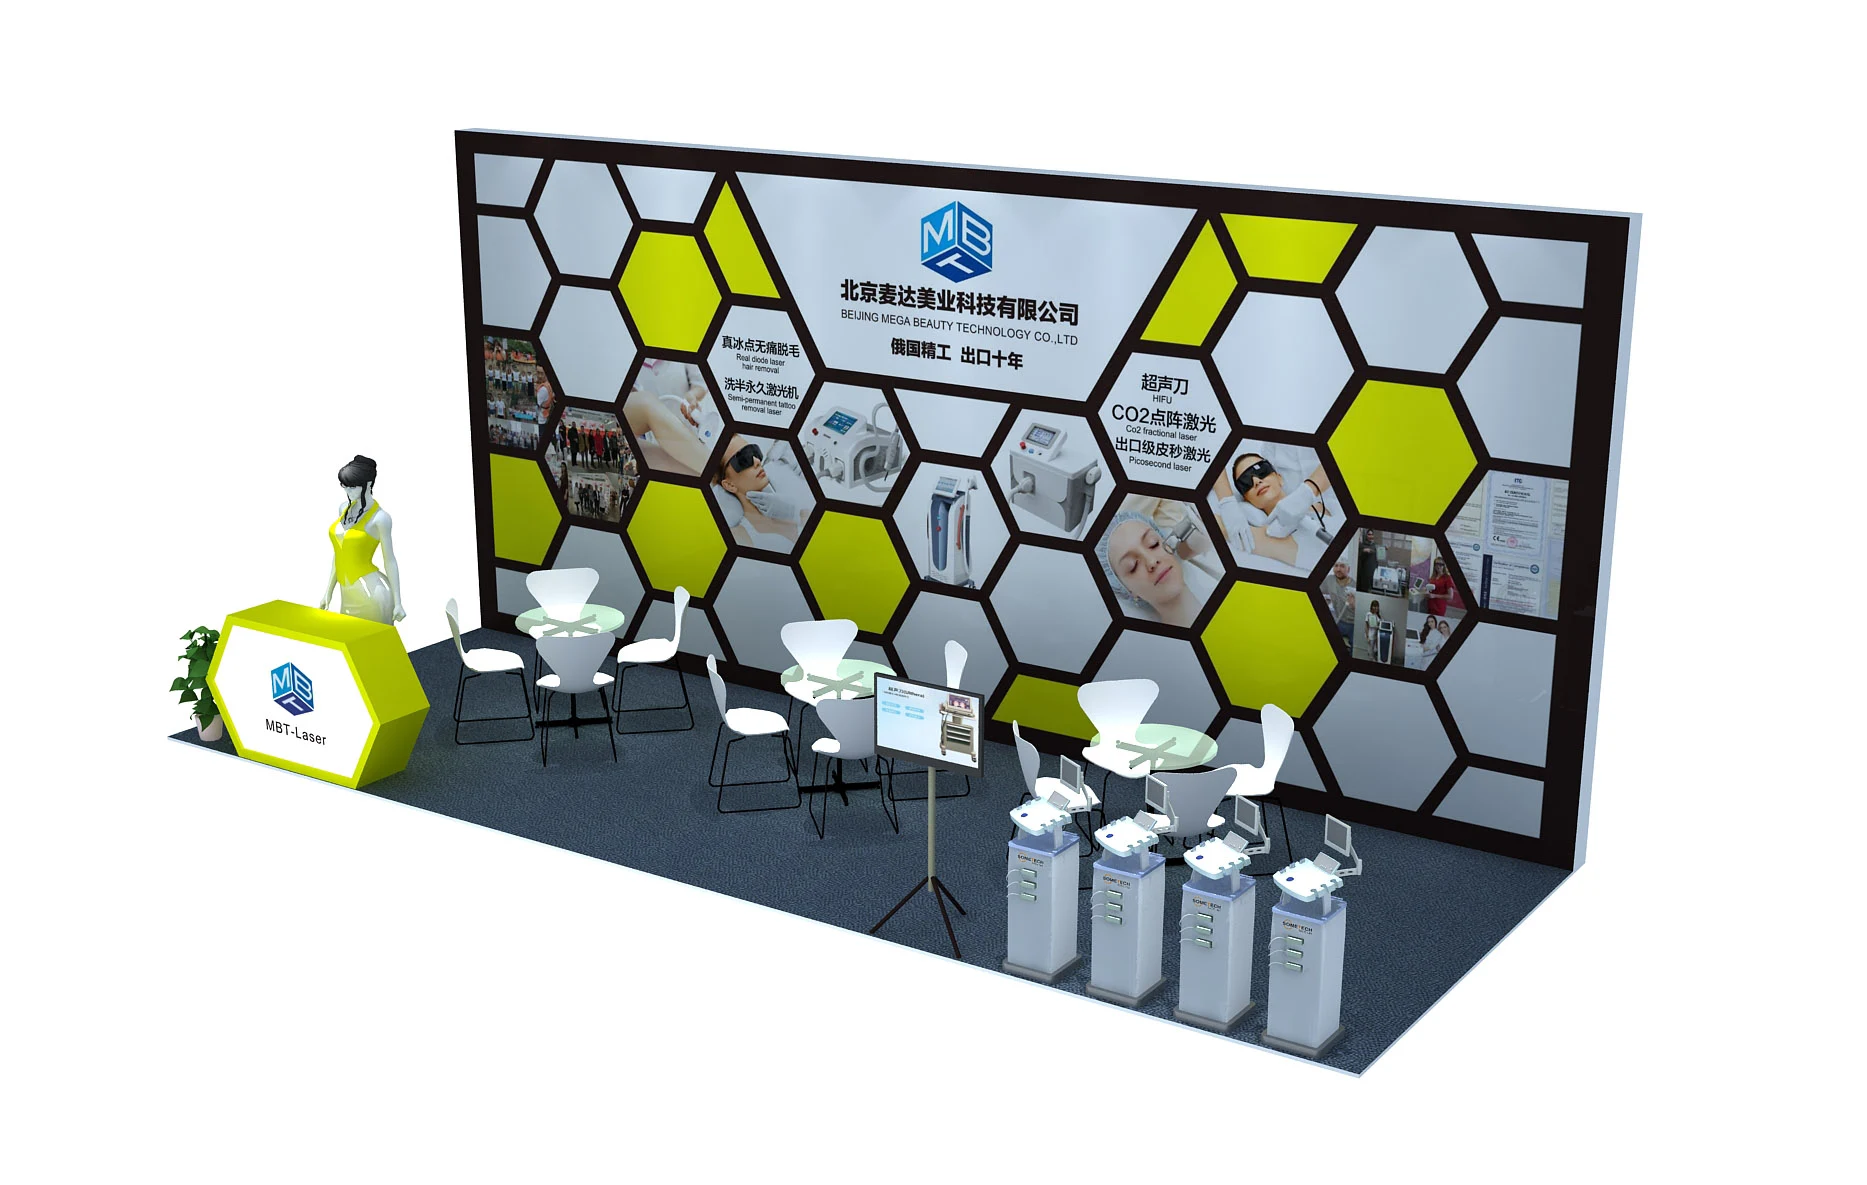 MBT
北京麦达美业科技有限公司
BEIJING MEGA BEAUTY TECHNOLOGY CO.,LTD
俄国精工 出口十年
真冰点无痛脱毛
Real diode laser
hair removal
洗半永久激光机
Semi-permanent tattoo
removal laser
超声刀
HIFU
CO2点阵激光
Co2 fractional laser
出口级皮秒激光
Picosecond laser
MBT
MBT-Laser
SOMETECH
SOMETECH
SOMETECH
SOMETECH